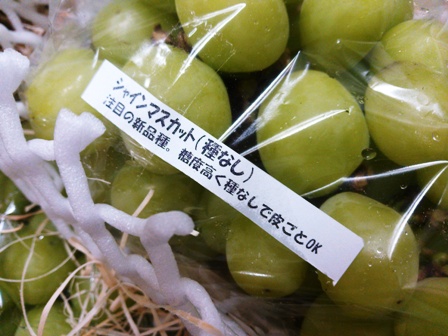 シャインマスカット(種なし)
注目の新品種。糖度高く種なしで皮ごとOK